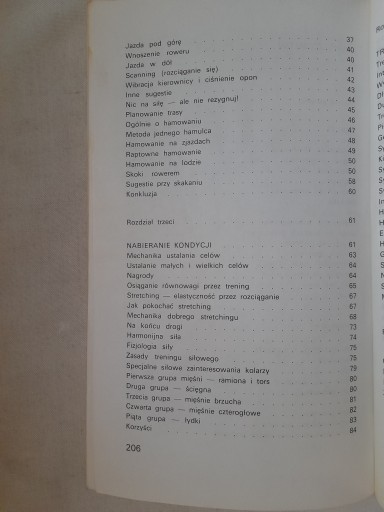 Jazda pod górę 37
Wnoszenie roweru 40
Jazda w dół 40
Scanning (rozciąganie się) 41
Wibracja kierownicy i ciśnienie opon 42
Inne sugestie 43
Nic na siłę — ale nie rezygnuj! 44
Planowanie trasy 45
Ogólnie o hamowaniu 46
Metoda jednego hamulca 47
Hamowanie na zjazdach 48
Raptowne hamowanie 49
Hamowanie na lodzie 50
Skoki rowerem 50
Sugestie przy skakaniu 58
Konkluzja 60
Rozdział trzeci 61
NABIERANIE KONDYCJI 61
Mechanika ustalania celów 63
Ustalanie małych i wielkich celów 64
Nagrody 64
Osiąganie równowagi przez trening 65
Stretching — elastyczność przez rozciąganie 67
Jak pokochać stretching 67
Mechanika dobrego stretchingu 68
Na końcu drogi 73
Harmonijna siła 74
Fizjologia siły 75
Zasady treningu siłowego 75
Specjalne siłowe zainteresowania kolarzy 79
Pierwsza grupa mięśni — ramiona i tors 80
Druga grupa — ścięgna 80
Trzecia grupa — mięśnie brzucha 81
Czwarta grupa — mięśnie czterogłowe 82
Piąta grupa — łydki 83
Korzyści 84
206